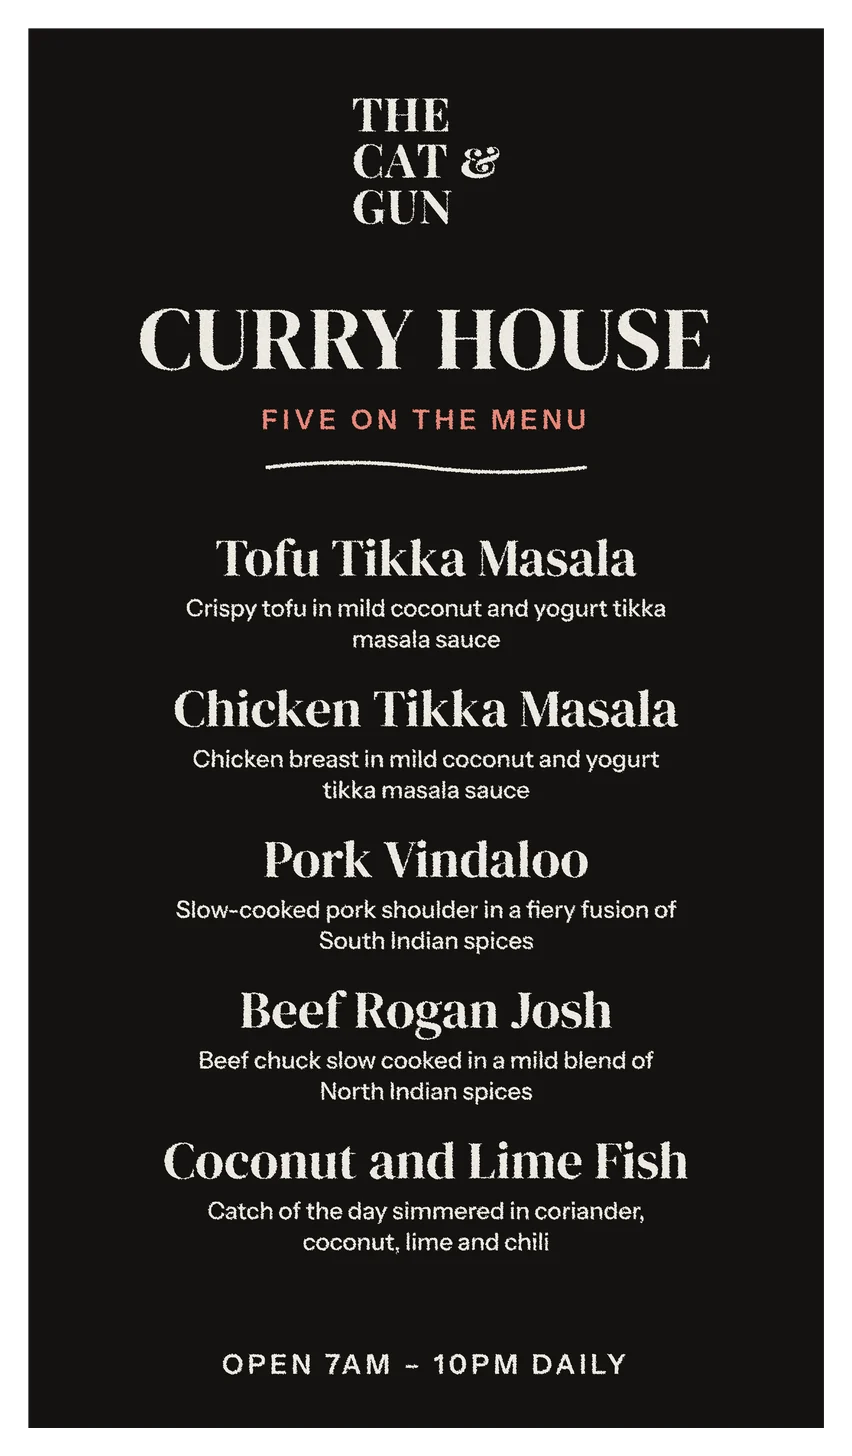 THE
CAT &
GUN
CURRY HOUSE
FIVE ON THE MENU
Tofu Tikka Masala
Crispy tofu in mild coconut and yogurt tikka
masala sauce
Chicken Tikka Masala
Chicken breast in mild coconut and yogurt
tikka masala sauce
Pork Vindaloo
Slow-cooked pork shoulder in a fiery fusion of
South Indian spices
Beef Rogan Josh
Beef chuck slow cooked in a mild blend of
North Indian spices
Coconut and Lime Fish
Catch of the day simmered in coriander,
coconut, lime and chili
OPEN 7AM - 10PM DAILY